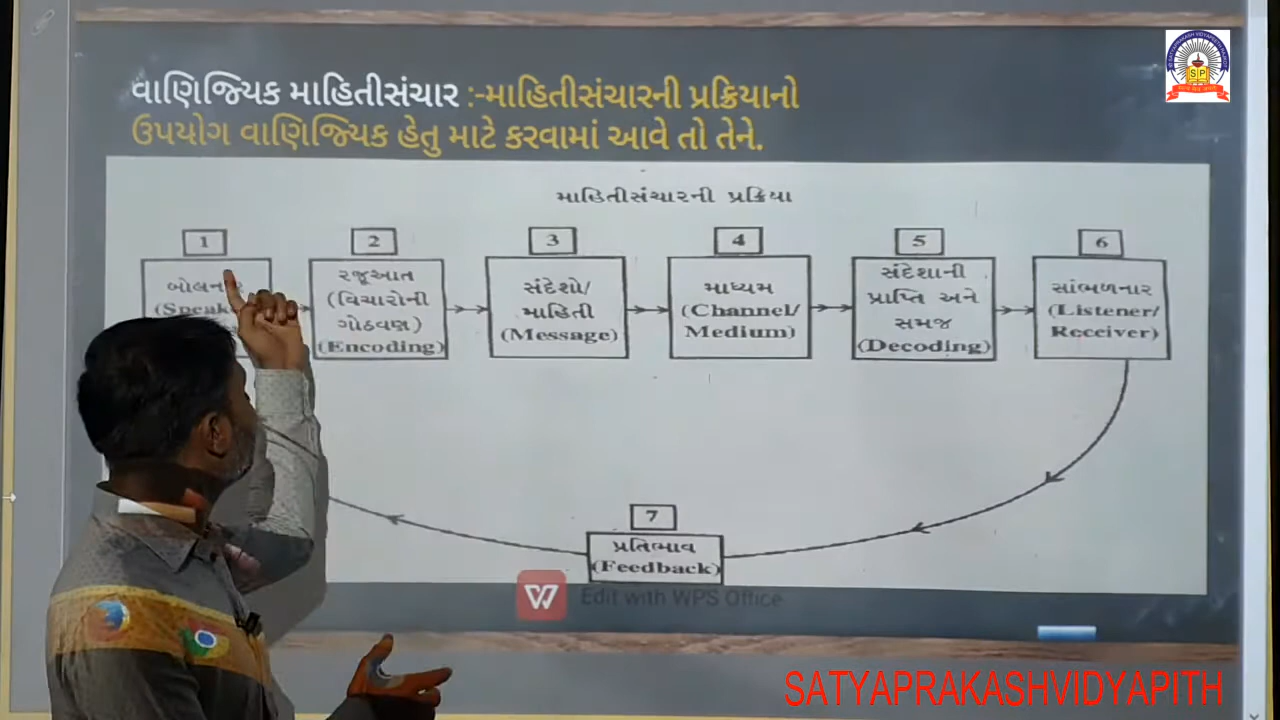 વાણિજ્યિક માહિતીસંચાર :-માહિતીસંચારની પ્રક્રિયાનો
ઉપયોગ વાણિજ્યિક હેતુ માટે કરવામાં આવે તો તેને.
માહિતીસંચારની પ્રક્રિયા
1
2
રજૂઆત
(વિચારોની
ગોઠવણ)
(Encoding)
3
સંદેશો/
માહિતી
(Message)
4
માધ્યમ
(Channel/
Medium)
5
સંદેશાની
પ્રાપ્તિ અને
સમજ
(Decoding)
6
સાંભળનાર
(Listener/
Receiver)
7
પ્રતિભાવ
(Feedback)
Edit with WPS Office
SP
SATYAPRAKASHVIDYAPITH